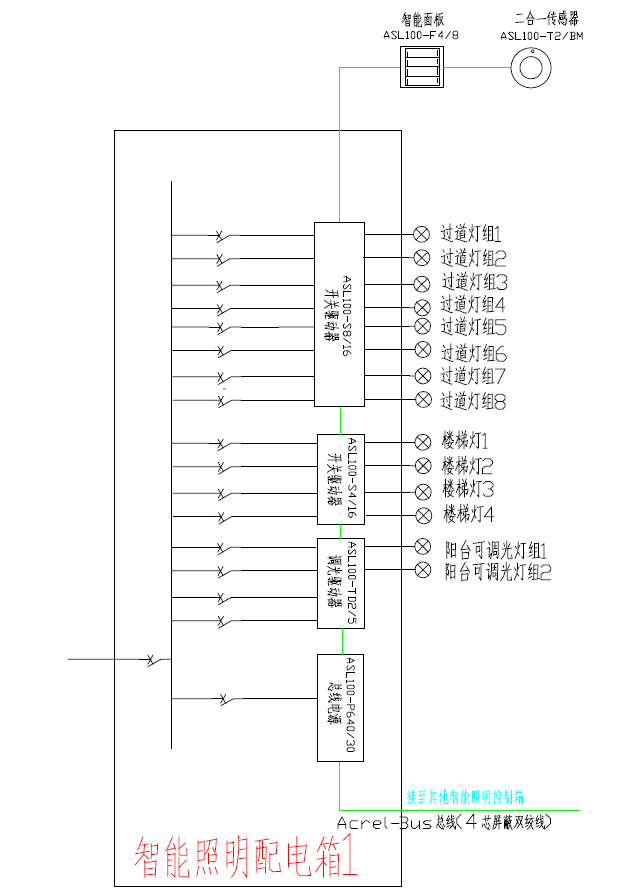 智能面板
ASL100-F4/8
二合一传感器
ASL100-T2/BM
ASL100-S8/16
开关驱动器
过道灯组1
过道灯组2
过道灯组3
过道灯组4
过道灯组5
过道灯组6
过道灯组7
过道灯组8
ASL100-S4/16
开关驱动器
楼梯灯1
楼梯灯2
楼梯灯3
楼梯灯4
ASL100-TD2/5
调光驱动器
阳台可调光灯组1
阳台可调光灯组2
ASL100-P640/30
总线电源
接至其他智能照明控制箱
Acrel-Bus总线(4芯屏蔽双绞线)
智能照明配电箱1